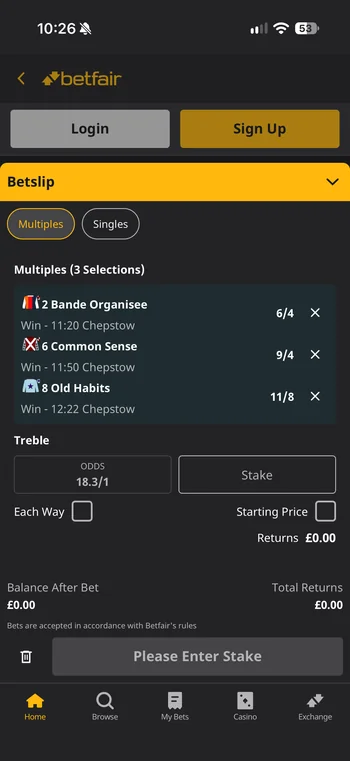 10:26
53
betfair
Login
Sign Up
Betslip
Multiples
Singles
Multiples (3 Selections)
2 Bande Organisee
6/4
Win - 11:20 Chepstow
6 Common Sense
9/4
Win - 11:50 Chepstow
8 Old Habits
11/8
Win - 12:22 Chepstow
Treble
ODDS
18.3/1
Stake
Each Way
Starting Price
Returns £0.00
Balance After Bet
Total Returns
£0.00
£0.00
Bets are accepted in accordance with Betfair's rules
Please Enter Stake
Home
Browse
My Bets
Casino
Exchange